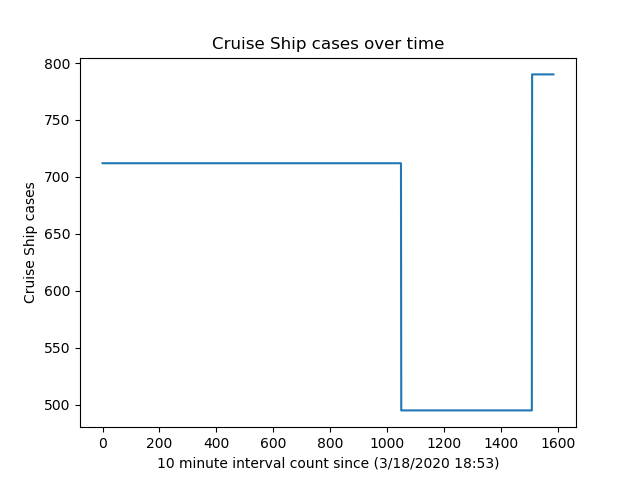 Cruise Ship cases over time
800
750
700
650
600
550
500
Cruise Ship cases
0 200 400 600 800 1000 1200 1400 1600
10 minute interval count since (3/18/2020 18:53)